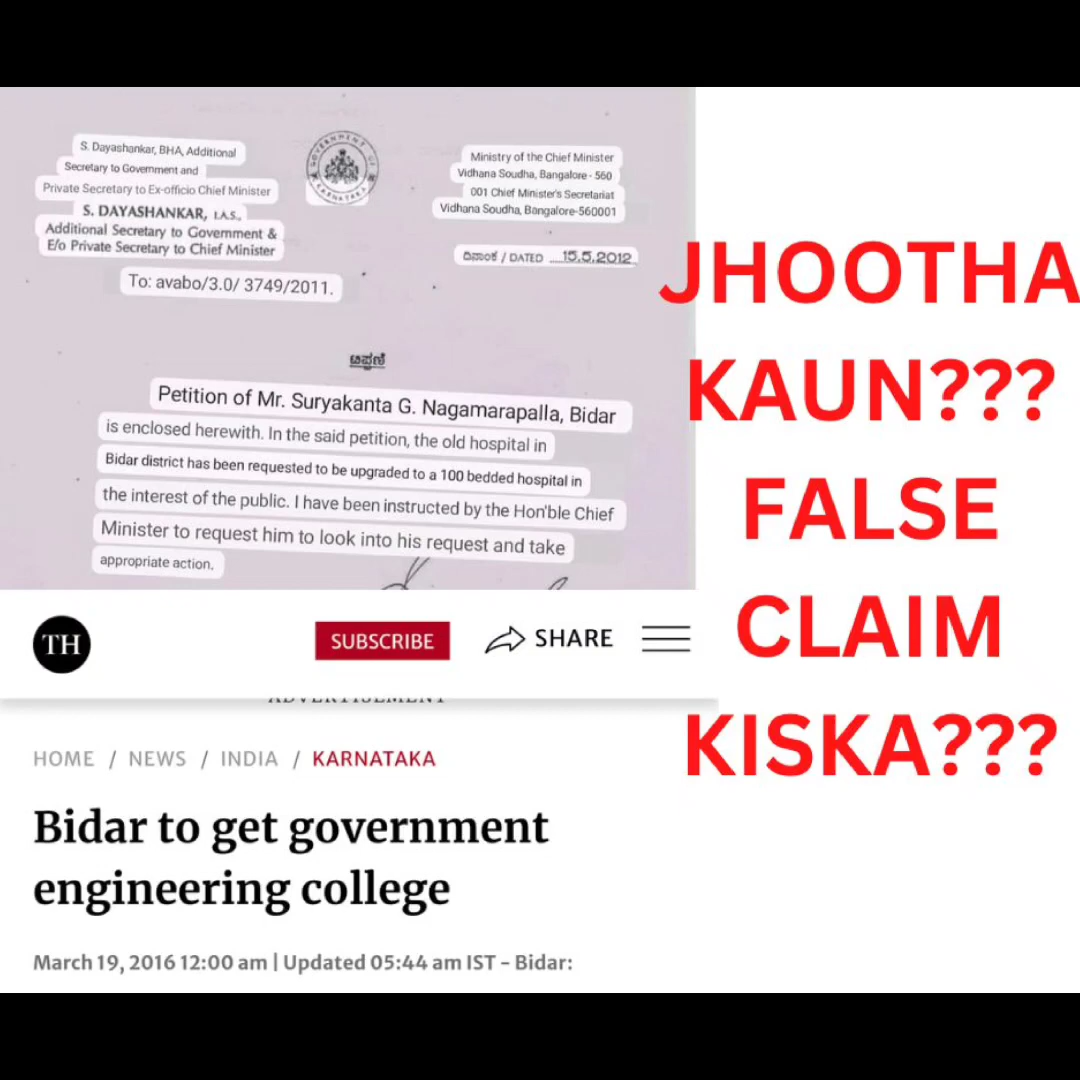 S. Dayashankar, BHA, Additional
Secretary to Government and
Private Secretary to Ex-officio Chief Minister
S. DAYASHANKAR, I.A.S.,
Additional Secretary to Government &
E/o Private Secretary to Chief Minister
To: avabo/3.0/ 3749/2011.
GOVERNMENT OF
KARNATAKA
Ministry of the Chief Minister
Vidhana Soudha, Bangalore - 560
001 Chief Minister's Secretariat
Vidhana Soudha, Bangalore-560001
ದಿನಾಂಕ / DATED ...15.5.2012
ಟಿಪ್ಪಣಿ
Petition of Mr. Suryakanta G. Nagamarapalla, Bidar
is enclosed herewith. In the said petition, the old hospital in
Bidar district has been requested to be upgraded to a 100 bedded hospital in
the interest of the public. I have been instructed by the Hon'ble Chief
Minister to request him to look into his request and take
appropriate action.
JHOOTHA
KAUN???
FALSE
CLAIM
KISKA???
TH
SUBSCRIBE
SHARE
ADVERTISEMENT
HOME / NEWS / INDIA / KARNATAKA
Bidar to get government
engineering college
March 19, 2016 12:00 am | Updated 05:44 am IST - Bidar: